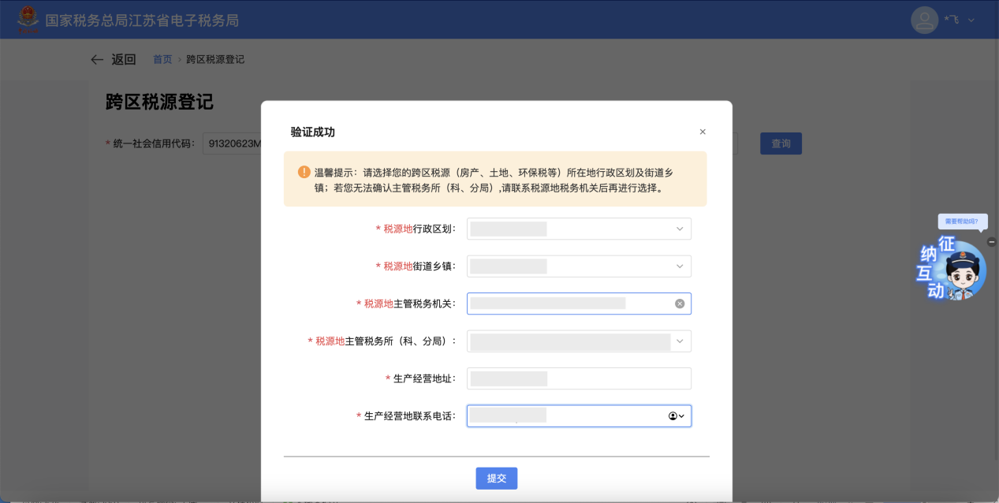 国家税务总局江苏省电子税务局
*飞
返回 首页 › 跨区税源登记
跨区税源登记
* 统一社会信用代码： 91320623M
查询
验证成功
温馨提示：请选择您的跨区税源（房产、土地、环保税等）所在地行政区划及街道乡
镇；若您无法确认主管税务所（科、分局）,请联系税源地税务机关后再进行选择。
* 税源地行政区划：
* 税源地街道乡镇：
* 税源地主管税务机关：
* 税源地主管税务所（科、分局）：
* 生产经营地址：
* 生产经营地联系电话：
提交
需要帮助吗?
征
纳
互
动